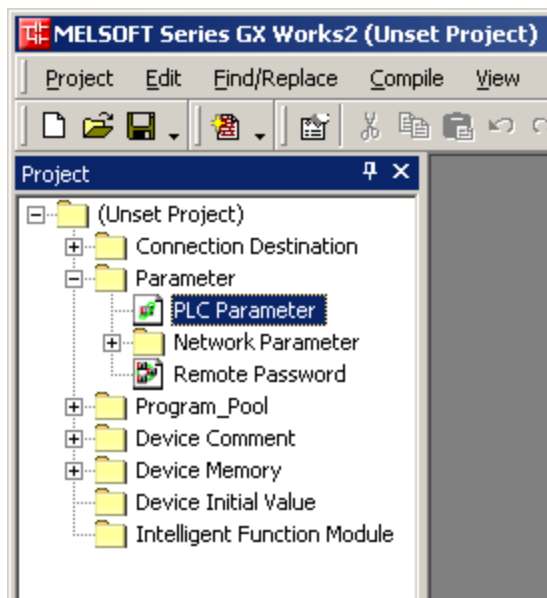 MELSOFT Series GX Works2 (Unset Project)
Project Edit Find/Replace Compile View
Project
(Unset Project)
Connection Destination
Parameter
PLC Parameter
Network Parameter
Remote Password
Program_Pool
Device Comment
Device Memory
Device Initial Value
Intelligent Function Module